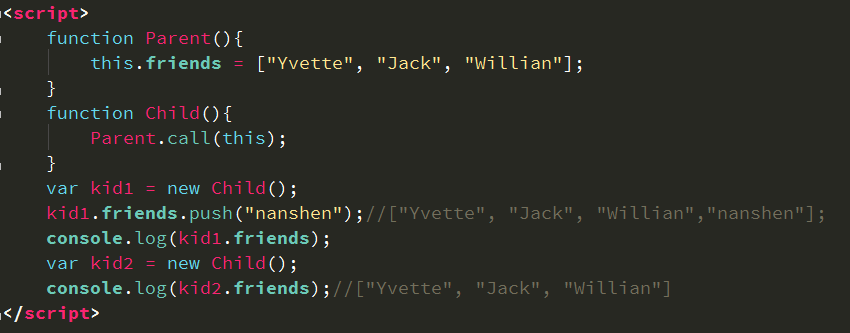 <script>
    function Parent(){
        this.friends = ["Yvette", "Jack", "Willian"];
    }
    function Child(){
        Parent.call(this);
    }
    var kid1 = new Child();
    kid1.friends.push("nanshen");//["Yvette", "Jack", "Willian","nanshen"];
    console.log(kid1.friends);
    var kid2 = new Child();
    console.log(kid2.friends);//["Yvette", "Jack", "Willian"]
</script>